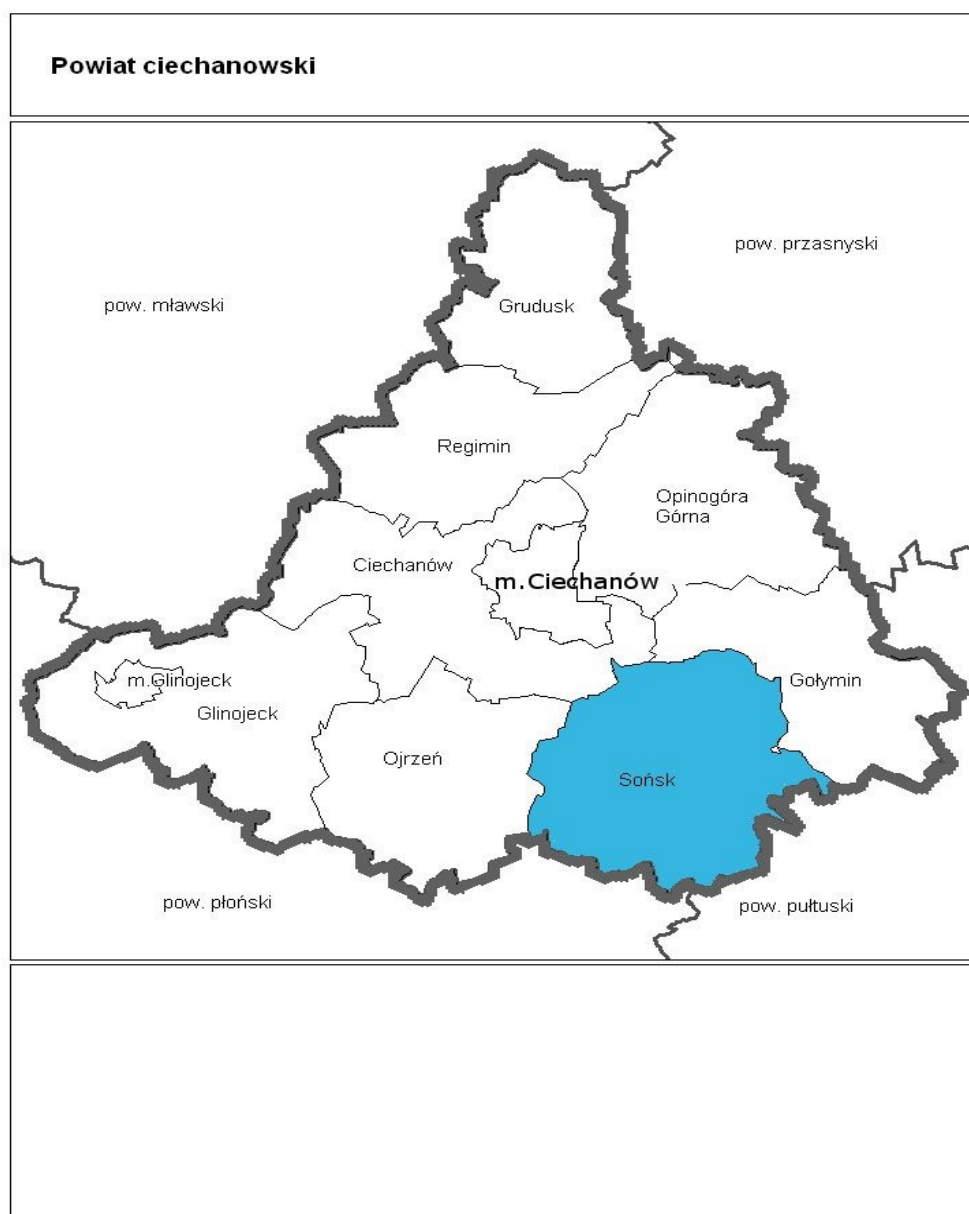 Powiat ciechanowski
pow. przasnyski
pow. mławski
Grudusk
Regimin
Opinogóra
Górna
Ciechanów
m.Ciechanów
m.Glinojeck
Gołymin
Glinojeck
Ojrzeń
Sońsk
pow. płoński
pow. pułtuski